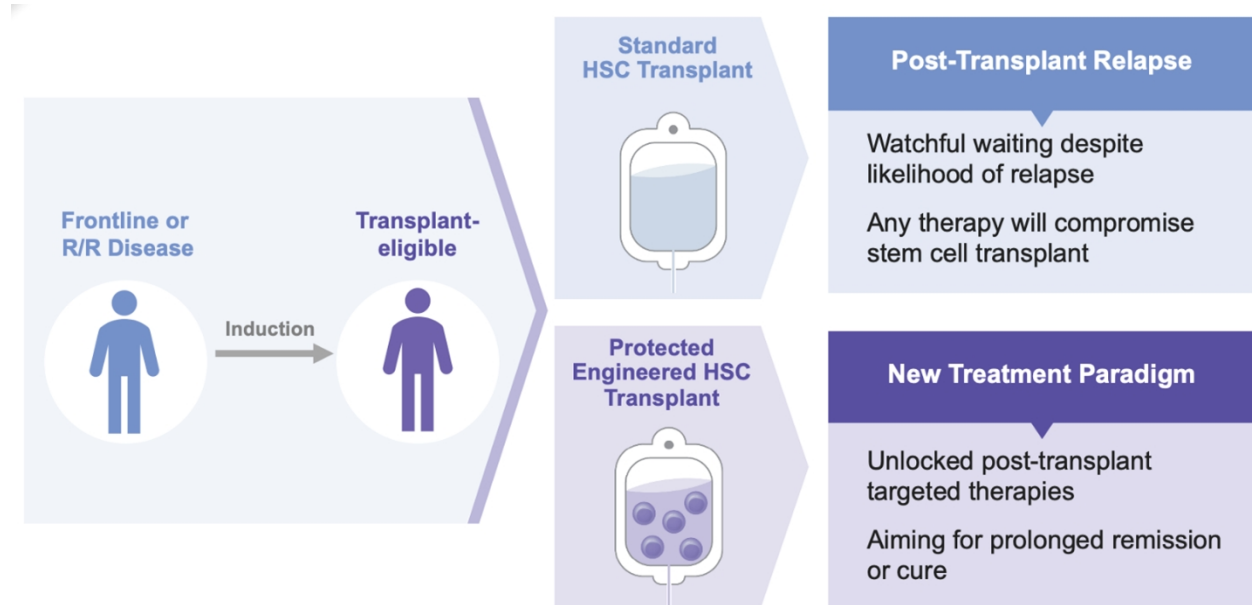 Frontline or
R/R Disease
Induction
Transplant-
eligible
Standard
HSC Transplant
Post-Transplant Relapse
Watchful waiting despite
likelihood of relapse
Any therapy will compromise
stem cell transplant
Protected
Engineered HSC
Transplant
New Treatment Paradigm
Unlocked post-transplant
targeted therapies
Aiming for prolonged remission
or cure